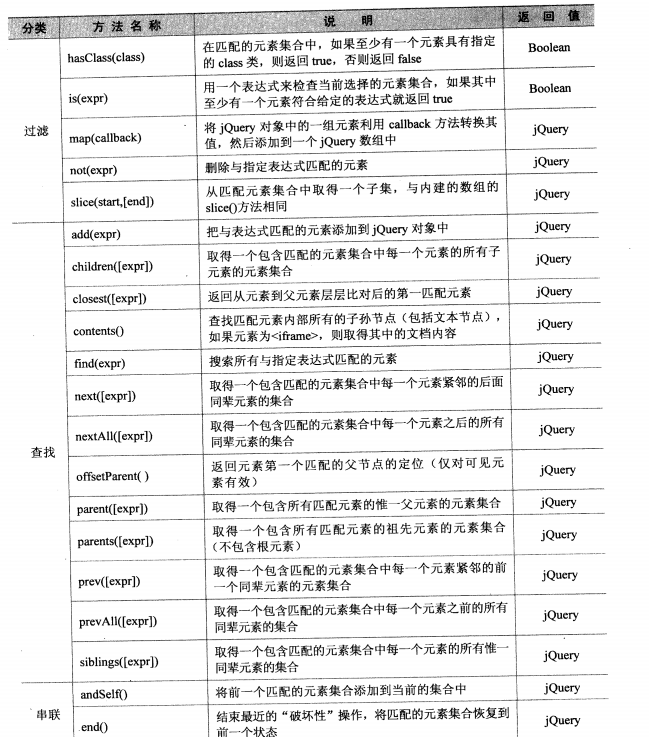 分类 方法名称 说明 返回值
过滤
hasClass(class) 在匹配的元素集合中，如果至少有一个元素具有指定 Boolean
的 class 类，则返回 true，否则返回 false
is(expr) 用一个表达式来检查当前选择的元素集合，如果其中 Boolean
至少有一个元素符合给定的表达式就返回 true
map(callback) 将 jQuery 对象中的一组元素利用 callback 方法转换其 jQuery
值，然后添加到一个 jQuery 数组中
not(expr) 删除与指定表达式匹配的元素 jQuery
slice(start,[end]) 从匹配元素集合中取得一个子集，与内建的数组的 jQuery
slice()方法相同
查找
add(expr) 把与表达式匹配的元素添加到 jQuery 对象中 jQuery
children([expr]) 取得一个包含匹配的元素集合中每一个元素的所有子 jQuery
元素的元素集合
closest([expr]) 返回从元素到父元素层层比对后的第一匹配元素 jQuery
contents() 查找匹配元素内部所有的子孙节点（包括文本节点）， jQuery
如果元素为<iframe>，则取得其中的文档内容
find(expr) 搜索所有与指定表达式匹配的元素 jQuery
next([expr]) 取得一个包含匹配的元素集合中每一个元素紧邻的后面 jQuery
同辈元素的集合
nextAll([expr]) 取得一个包含匹配的元素集合中每一个元素之后的所有 jQuery
同辈元素的集合
offsetParent( ) 返回元素第一个匹配的父节点的定位（仅对可见元 jQuery
素有效）
parent([expr]) 取得一个包含所有匹配元素的惟一父元素的元素集合 jQuery
parents([expr]) 取得一个包含所有匹配元素的祖先元素的元素集合 jQuery
（不包含根元素）
prev([expr]) 取得一个包含匹配的元素集合中每一个元素紧邻的前 jQuery
一个同辈元素的元素集合
prevAll([expr]) 取得一个包含匹配的元素集合中每一个元素之前的所有 jQuery
同辈元素的集合
siblings([expr]) 取得一个包含匹配的元素集合中每一个元素的所有惟一 jQuery
同辈元素的集合
串联
andSelf() 将前一个匹配的元素集合添加到当前的集合中 jQuery
end() 结束最近的“破坏性”操作，将匹配的元素集合恢复到 jQuery
前一个状态